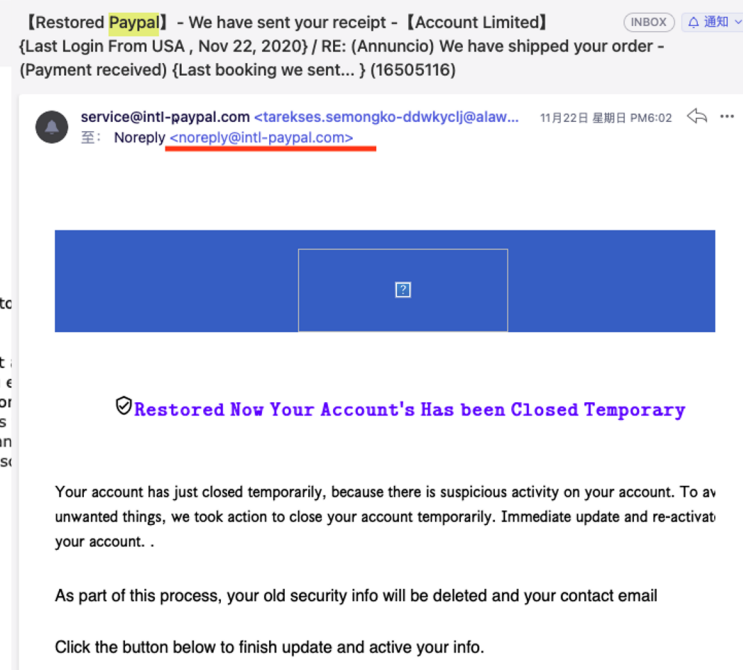 【Restored Paypal】 - We have sent your receipt -【Account Limited】
INBOX
通知
{Last Login From USA , Nov 22, 2020} / RE: (Annuncio) We have shipped your order -
(Payment received) {Last booking we sent... } (16505116)
service@intl-paypal.com <tarekses.semongko-ddwkyclj@alaw...
11月22日 星期日 PM6:02
至: Noreply <noreply@intl-paypal.com>
Restored Now Your Account's Has been Closed Temporary
Your account has just closed temporarily, because there is suspicious activity on your account. To av
unwanted things, we took action to close your account temporarily. Immediate update and re-activat
your account. .
As part of this process, your old security info will be deleted and your contact email
Click the button below to finish update and active your info.